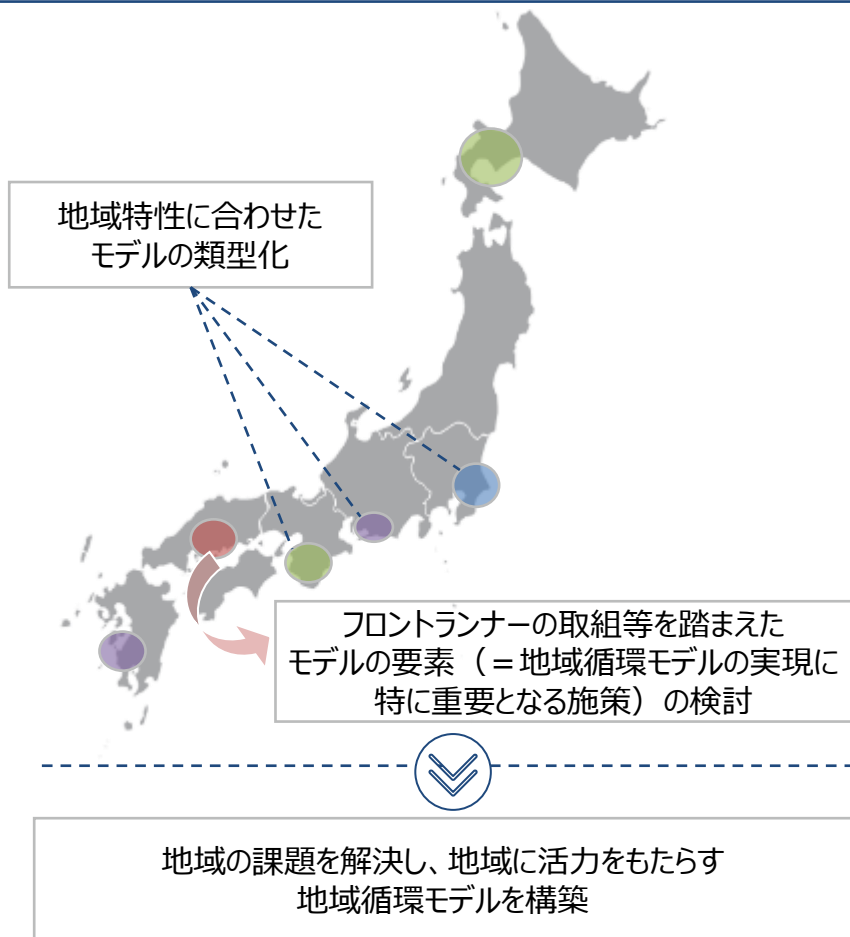 地域特性に合わせた
モデルの類型化
フロントランナーの取組等を踏まえた
モデルの要素（＝地域循環モデルの実現に
特に重要となる施策）の検討
地域の課題を解決し、地域に活力をもたらす
地域循環モデルを構築